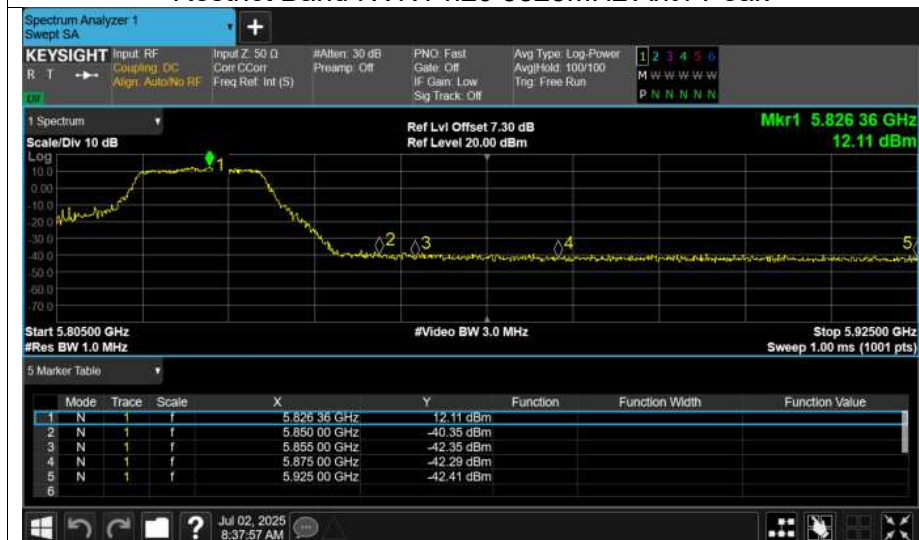 Spectrum Analyzer 1
Swept SA
+
KEYSIGHT
R T
Input: RF
Coupling: DC
Align: Auto/No RF
Input Z: 50 Ω
Corr CCorr
Freq Ref: Int (S)
#Atten: 30 dB
Preamp: Off
PNO: Fast
Gate: Off
IF Gain: Low
Sig Track: Off
Avg Type: Log-Power
Avg|Hold: 100/100
Trig: Free Run
1 2 3 4 5 6
M W W W W W
P N N N N N
1 Spectrum
Scale/Div 10 dB
Ref Lvl Offset 7.30 dB
Ref Level 20.00 dBm
Mkr1 5.826 36 GHz
12.11 dBm
Log
10.0
0.00
-10.0
-20.0
-30.0
-40.0
-50.0
-60.0
-70.0
1
2
3
4
5
Start 5.80500 GHz
#Res BW 1.0 MHz
#Video BW 3.0 MHz
Stop 5.92500 GHz
Sweep 1.00 ms (1001 pts)
5 Marker Table
Mode Trace Scale X Y Function Function Width Function Value
1 N 1 f 5.826 36 GHz 12.11 dBm
2 N 1 f 5.850 00 GHz -40.35 dBm
3 N 1 f 5.855 00 GHz -42.35 dBm
4 N 1 f 5.875 00 GHz -42.29 dBm
5 N 1 f 5.925 00 GHz -42.41 dBm
6
?
Jul 02, 2025
8:37:57 AM